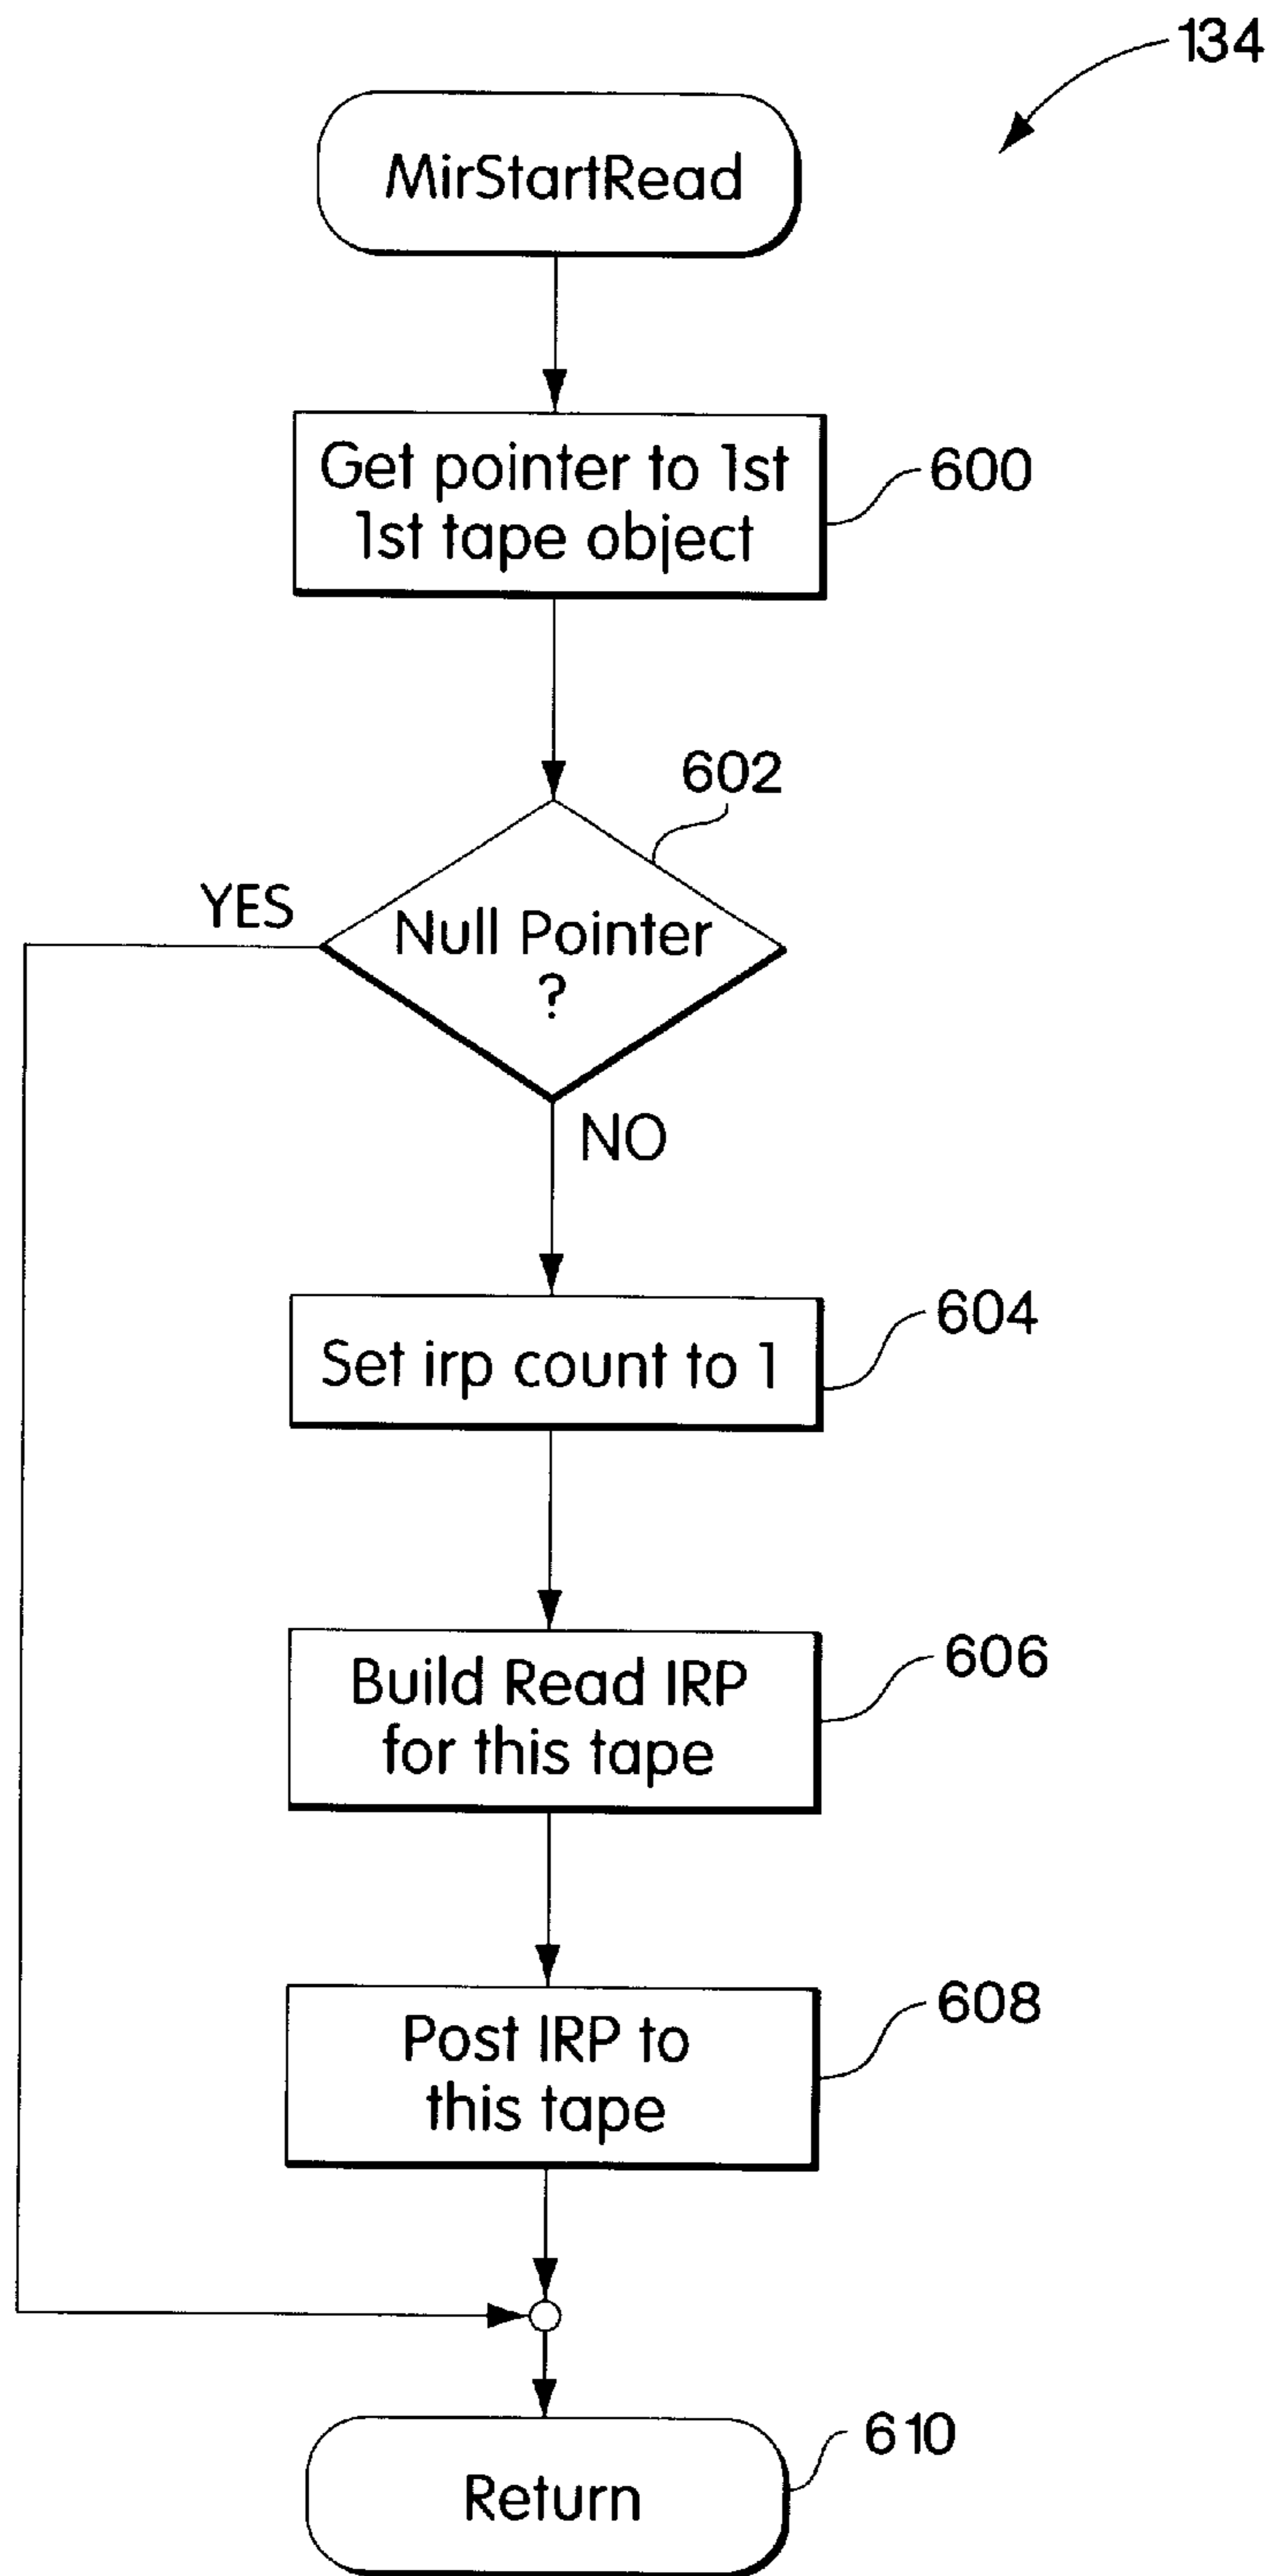 134
MirStartRead
Get pointer to 1st
1st tape object
600
602
YES
Null Pointer
?
NO
Set irp count to 1
604
Build Read IRP
for this tape
606
Post IRP to
this tape
608
Return
610